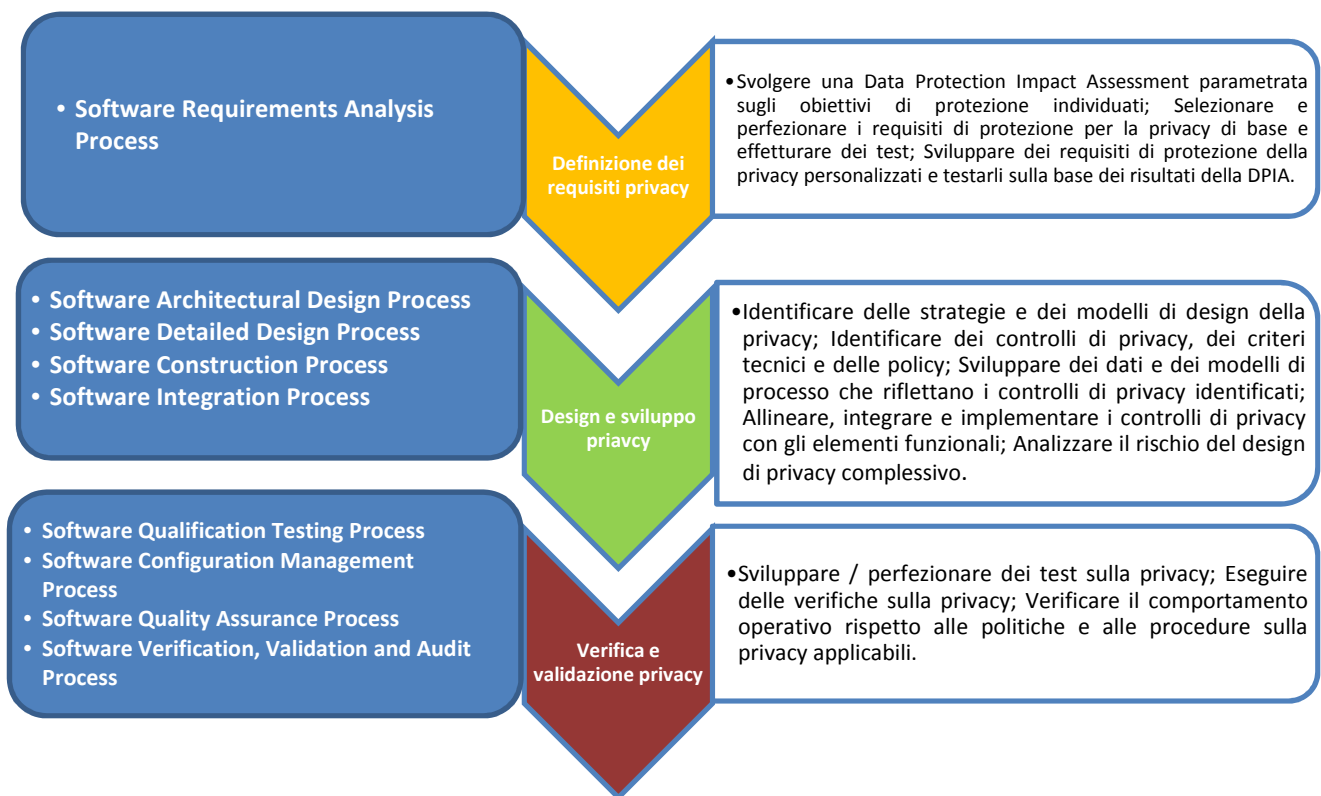 • Software Requirements Analysis
Process
Definizione dei
requisiti privacy
•Svolgere una Data Protection Impact Assessment parametrata
sugli obiettivi di protezione individuati; Selezionare e
perfezionare i requisiti di protezione per la privacy di base e
effetturare dei test; Sviluppare dei requisiti di protezione della
privacy personalizzati e testarli sulla base dei risultati della DPIA.
• Software Architectural Design Process
• Software Detailed Design Process
• Software Construction Process
• Software Integration Process
Design e sviluppo
priavcy
•Identificare delle strategie e dei modelli di design della
privacy; Identificare dei controlli di privacy, dei criteri
tecnici e delle policy; Sviluppare dei dati e dei modelli di
processo che riflettano i controlli di privacy identificati;
Allineare, integrare e implementare i controlli di privacy
con gli elementi funzionali; Analizzare il rischio del design
di privacy complessivo.
• Software Qualification Testing Process
• Software Configuration Management
Process
• Software Quality Assurance Process
• Software Verification, Validation and Audit
Process
Verifica e
validazione privacy
•Sviluppare / perfezionare dei test sulla privacy; Eseguire
delle verifiche sulla privacy; Verificare il comportamento
operativo rispetto alle politiche e alle procedure sulla
privacy applicabili.